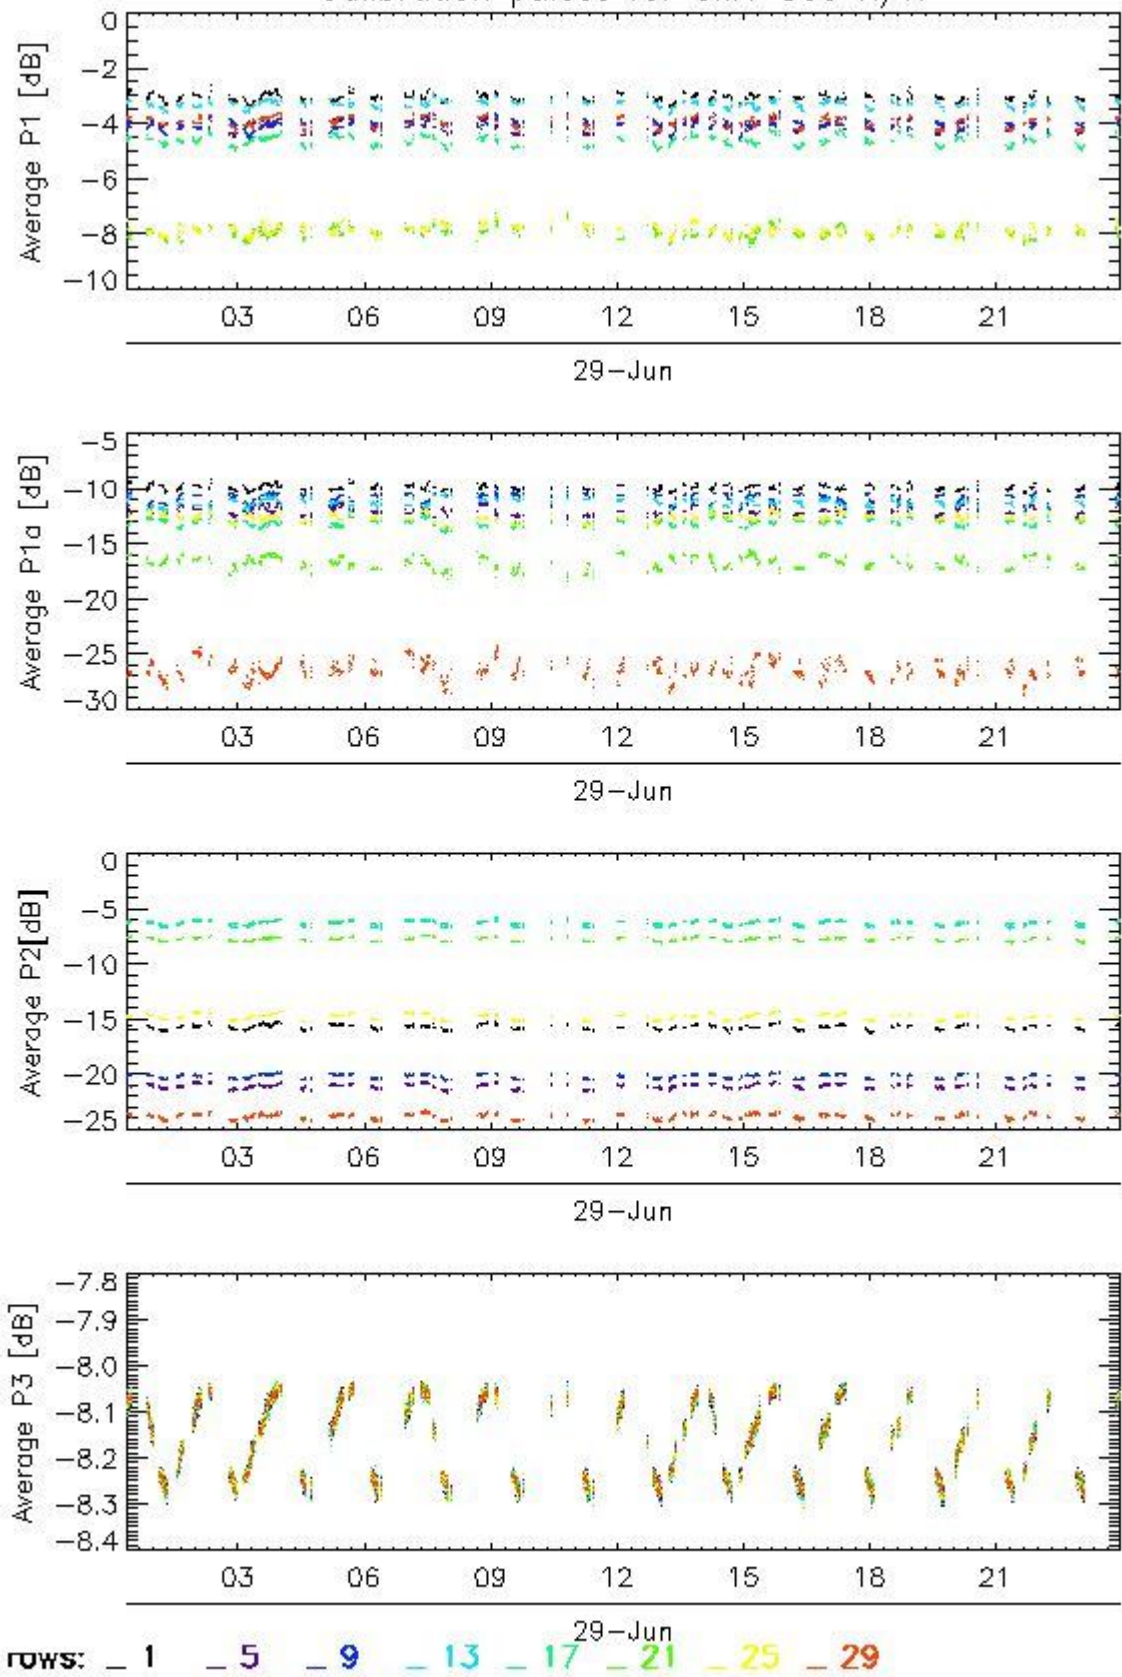 0
-2
-4
-6
-8
-10
Average P1 [dB]
03 06 09 12 15 18 21
29-Jun
-5
-10
-15
-20
-25
-30
Average P1a [dB]
03 06 09 12 15 18 21
29-Jun
0
-5
-10
-15
-20
-25
Average P2[dB]
03 06 09 12 15 18 21
29-Jun
-7.8
-7.9
-8.0
-8.1
-8.2
-8.3
-8.4
Average P3 [dB]
03 06 09 12 15 18 21
29-Jun
rows: _ 1 _ 5 _ 9 _ 13 _ 17 _ 21 _ 25 _ 29